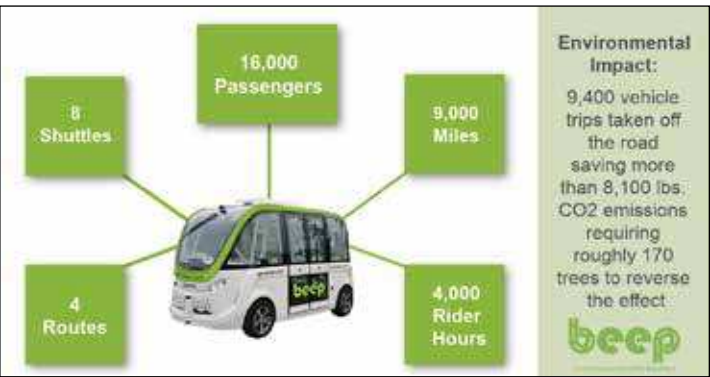 16,000
Passengers
8
Shuttles
9,000
Miles
4
Routes
beep
4,000
Rider
Hours
Environmental
Impact:
9,400 vehicle
trips taken off
the road
saving more
than 8,100 lbs.
CO2 emissions
requiring
roughly 170
trees to reverse
the effect
beep